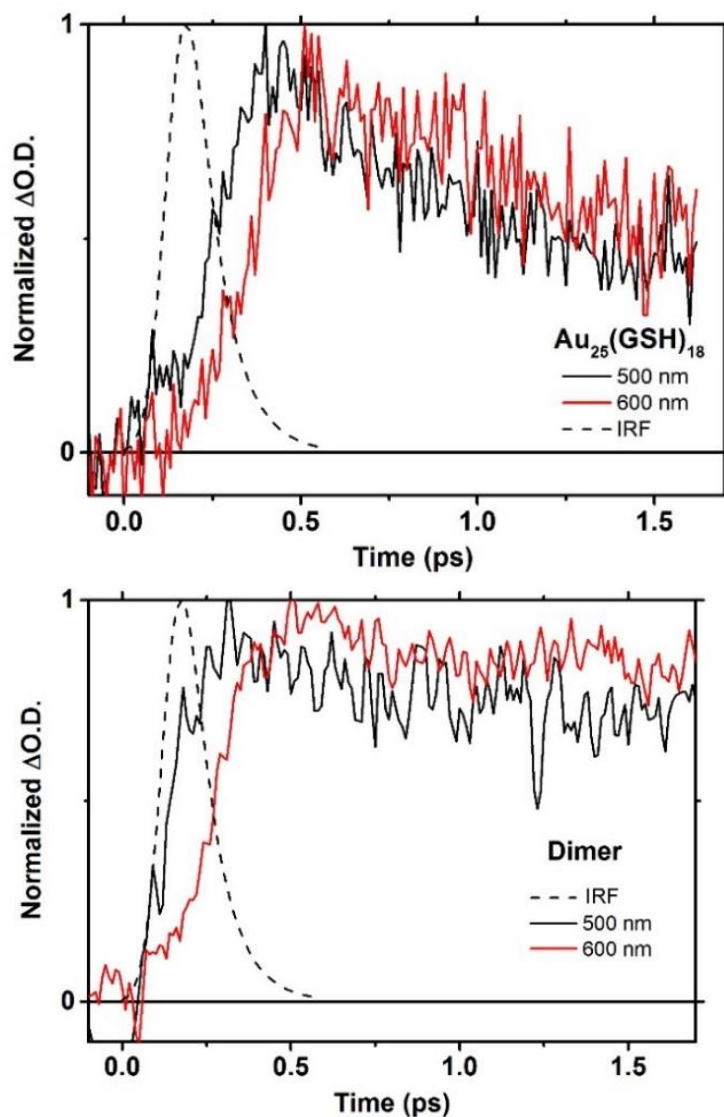 1
Normalized ΔO.D.
Au₂₅(GSH)₁₈
500 nm
600 nm
IRF
0
0.0 0.5 1.0 1.5
Time (ps)
1
Normalized ΔO.D.
Dimer
IRF
500 nm
600 nm
0
0.0 0.5 1.0 1.5
Time (ps)